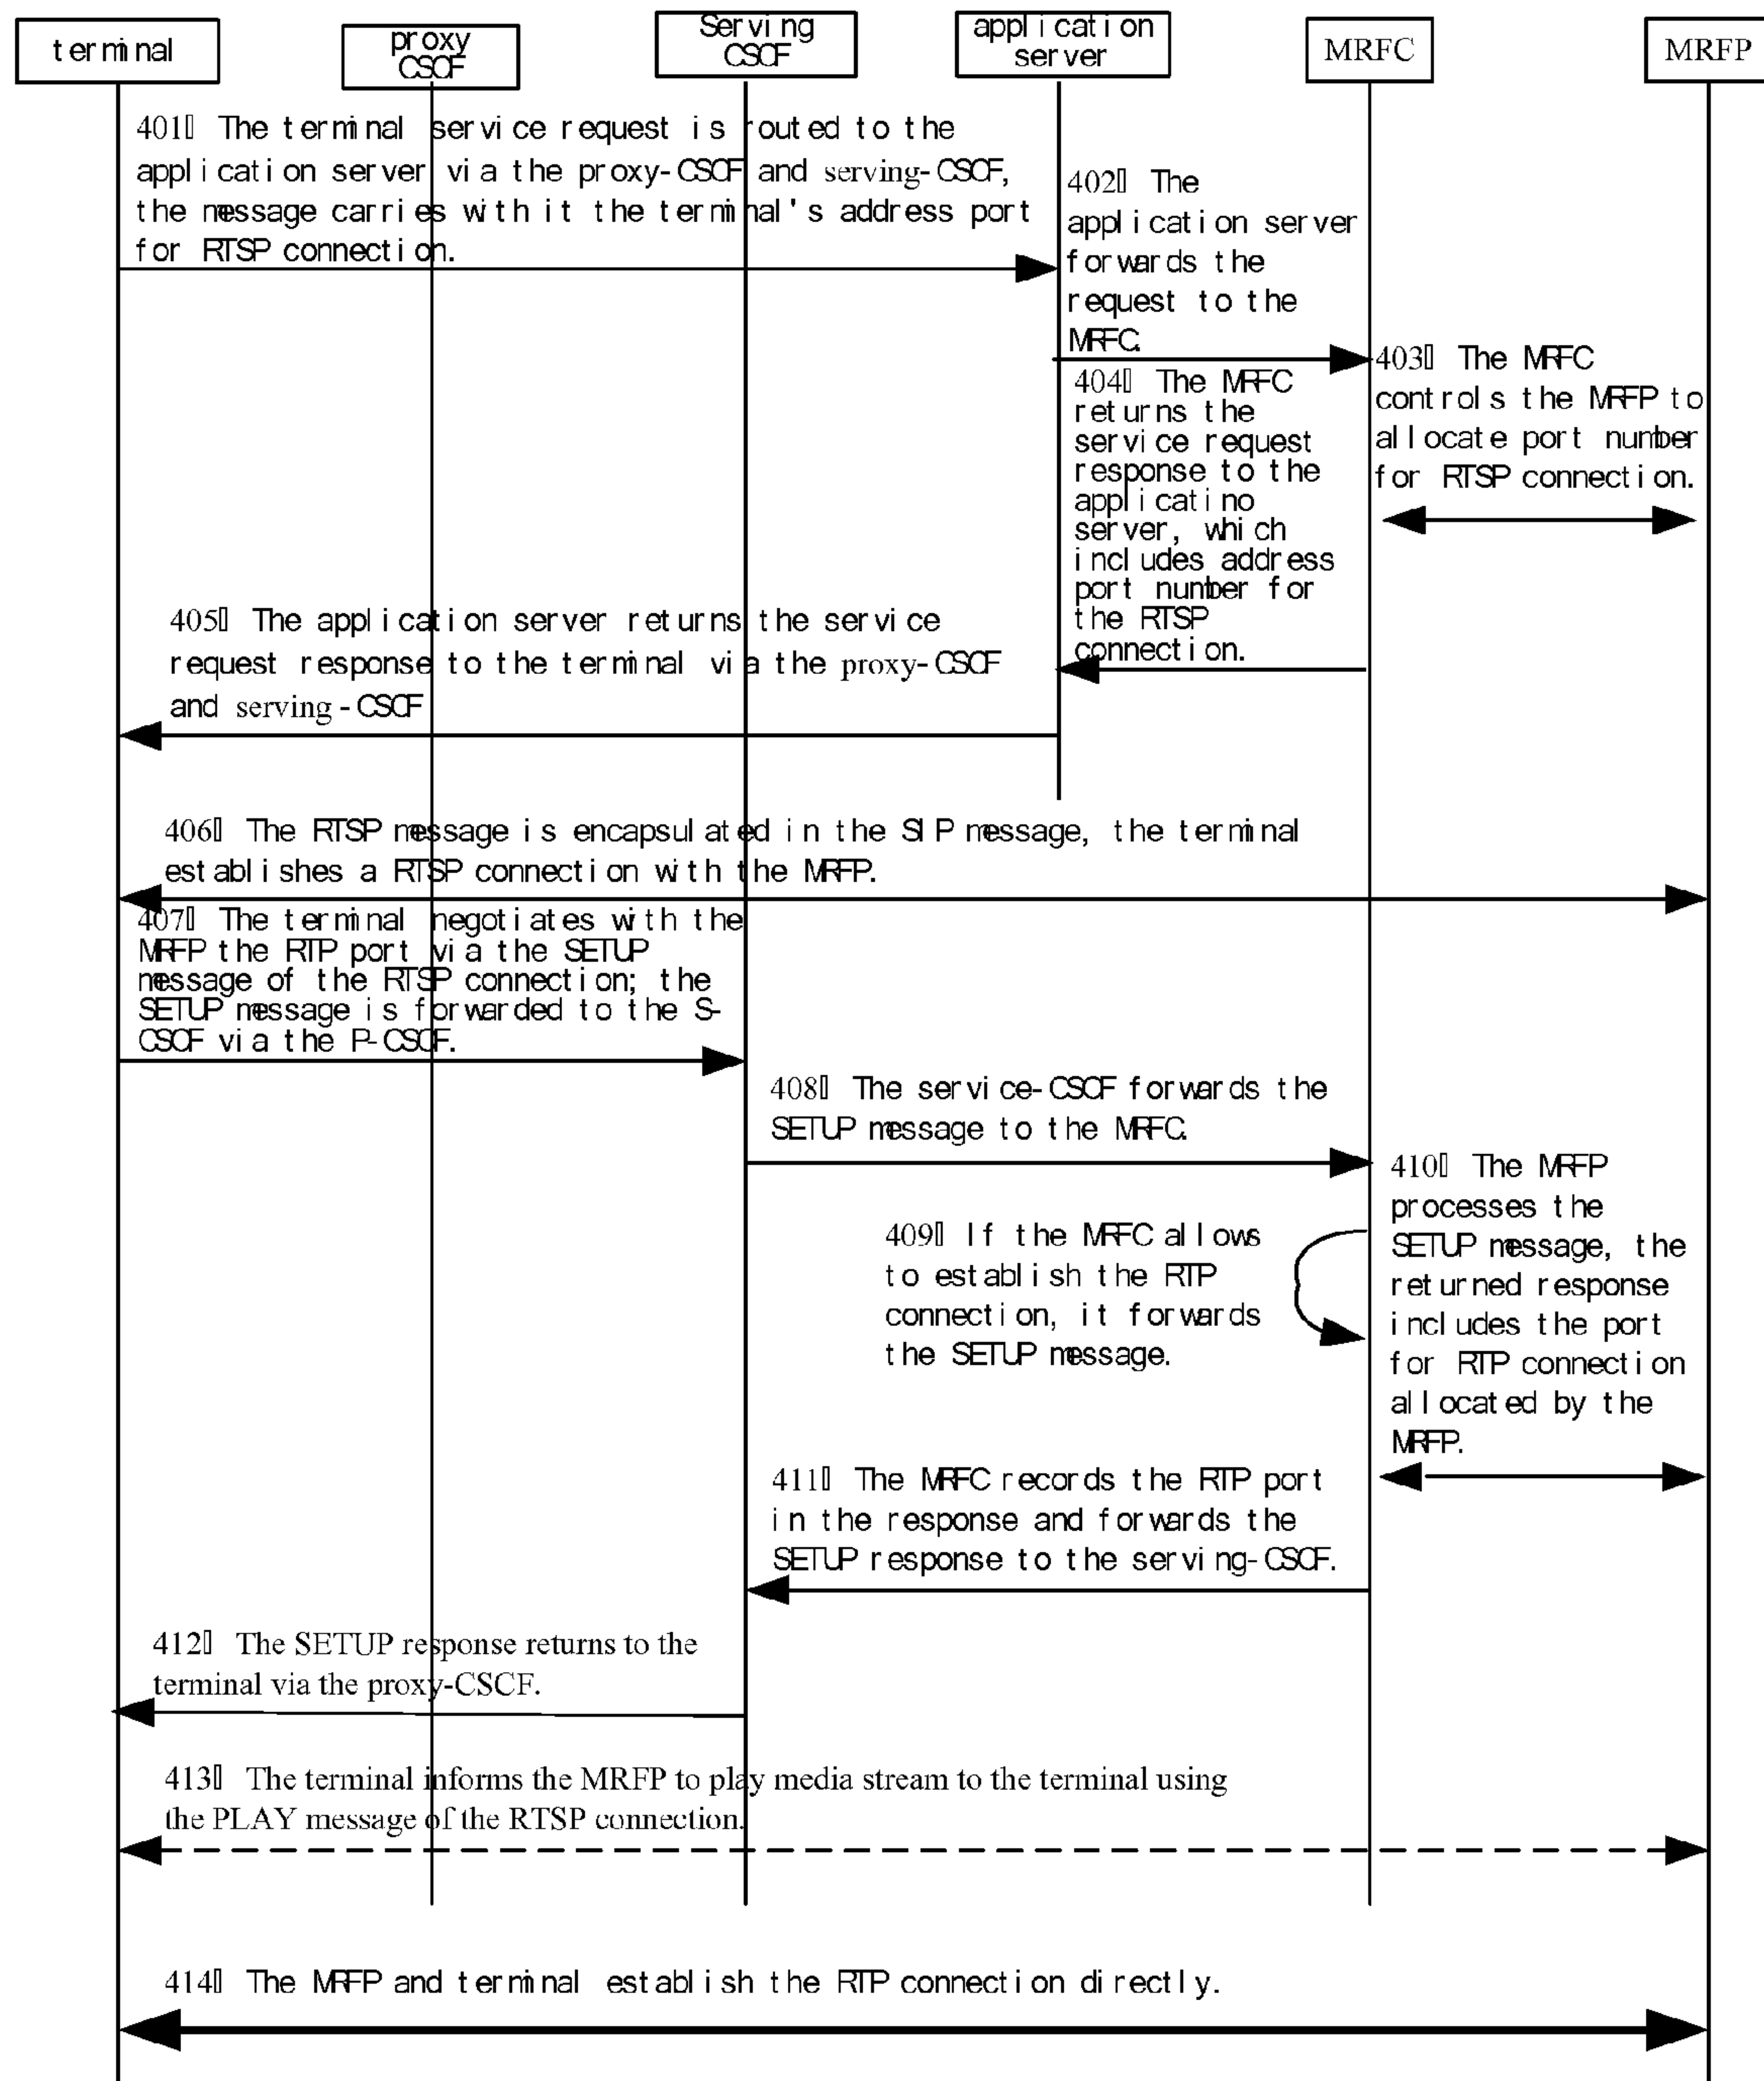 terminal
proxy
CSCF
Serving
CSCF
application
server
MRFC
MRFP
401▯ The terminal service request is routed to the
application server via the proxy-CSCF and serving-CSCF,
the message carries with it the terminal's address port
for RTSP connection.
402▯ The
application server
forwards the
request to the
MRFC.
403▯ The MRFC
controls the MRFP to
allocate port number
for RTSP connection.
404▯ The MRFC
returns the
service request
response to the
applicatino
server, which
includes address
port number for
the RTSP
connection.
405▯ The application server returns the service
request response to the terminal via the proxy-CSCF
and serving-CSCF
406▯ The RTSP message is encapsulated in the SIP message, the terminal
establishes a RTSP connection with the MRFP.
407▯ The terminal negotiates with the
MRFP the RTP port via the SETUP
message of the RTSP connection; the
SETUP message is forwarded to the S-
CSCF via the P-CSCF.
408▯ The service-CSCF forwards the
SETUP message to the MRFC.
409▯ If the MRFC allows
to establish the RTP
connection, it forwards
the SETUP message.
410▯ The MRFP
processes the
SETUP message, the
returned response
includes the port
for RTP connection
allocated by the
MRFP.
411▯ The MRFC records the RTP port
in the response and forwards the
SETUP response to the serving-CSCF.
412▯ The SETUP response returns to the
terminal via the proxy-CSCF.
413▯ The terminal informs the MRFP to play media stream to the terminal using
the PLAY message of the RTSP connection.
414▯ The MRFP and terminal establish the RTP connection directly.